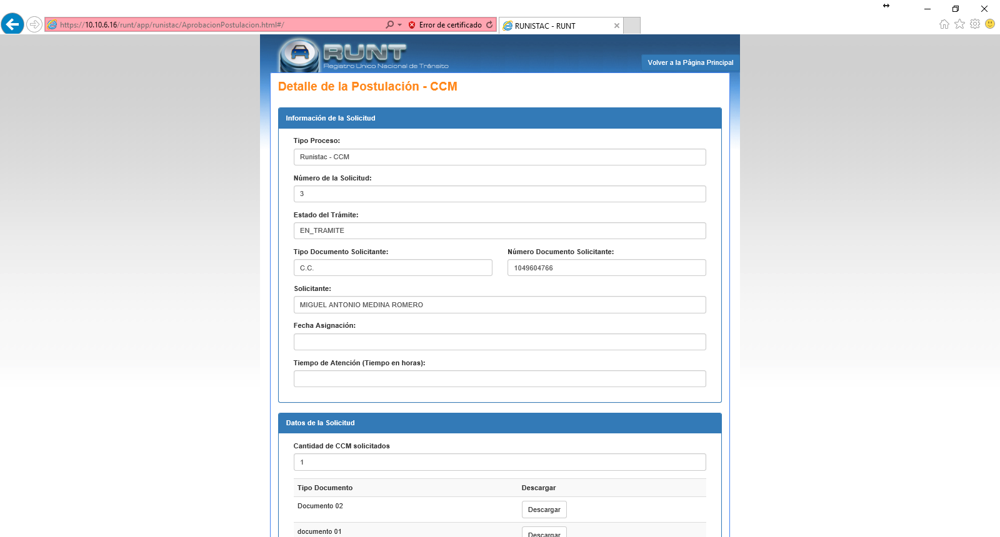 https://10.10.6.16/runt/app/runistac/AprobacionPostulacion.html#/
Error de certificado
RUNISTAC - RUNT
RUNT
Registro Unico Nacional de Tránsito
Volver a la Página Principal
Detalle de la Postulación - CCM
Información de la Solicitud
Tipo Proceso:
Runistac - CCM
Número de la Solicitud:
3
Estado del Trámite:
EN_TRAMITE
Tipo Documento Solicitante:
Número Documento Solicitante:
C.C.
1049604766
Solicitante:
MIGUEL ANTONIO MEDINA ROMERO
Fecha Asignación:
Tiempo de Atención (Tiempo en horas):
Datos de la Solicitud
Cantidad de CCM solicitados
1
Tipo Documento
Descargar
Documento 02
Descargar
documento 01
Descargar